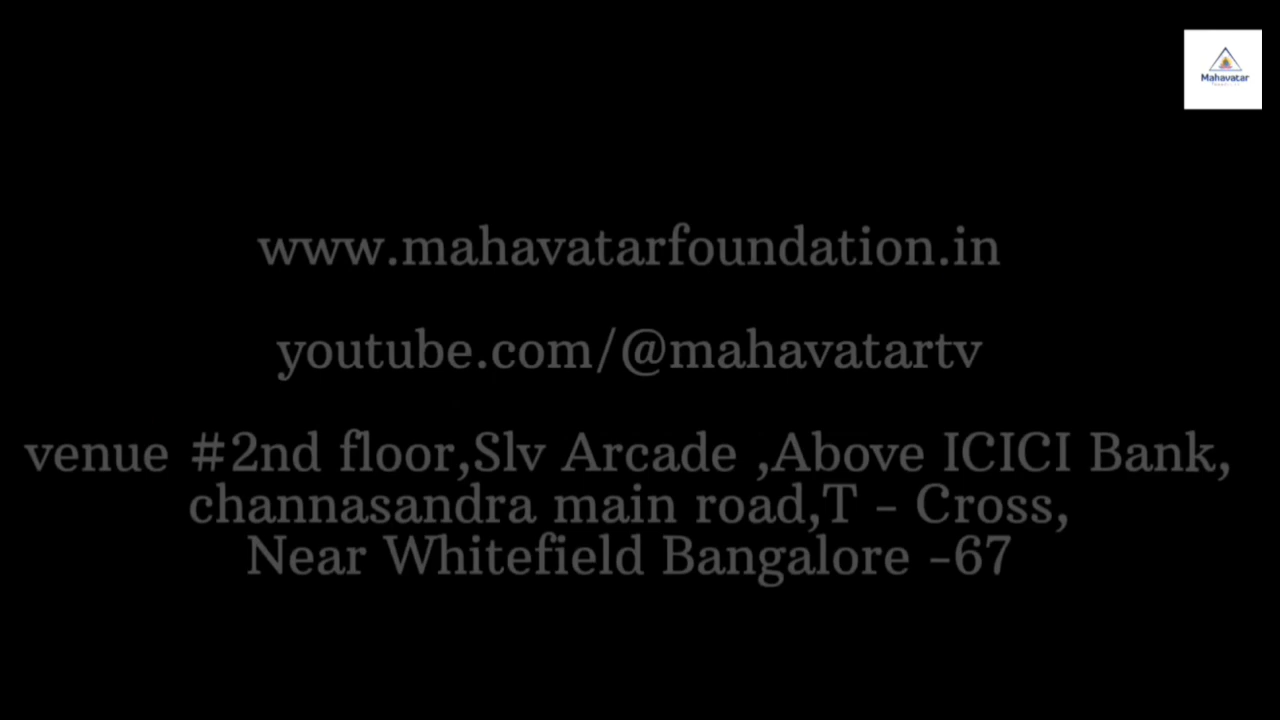 Mahavatar
www.mahavatarfoundation.in
youtube.com/@mahavatartv
venue #2nd floor,Slv Arcade ,Above ICICI Bank,
channasandra main road,T - Cross,
Near Whitefield Bangalore -67